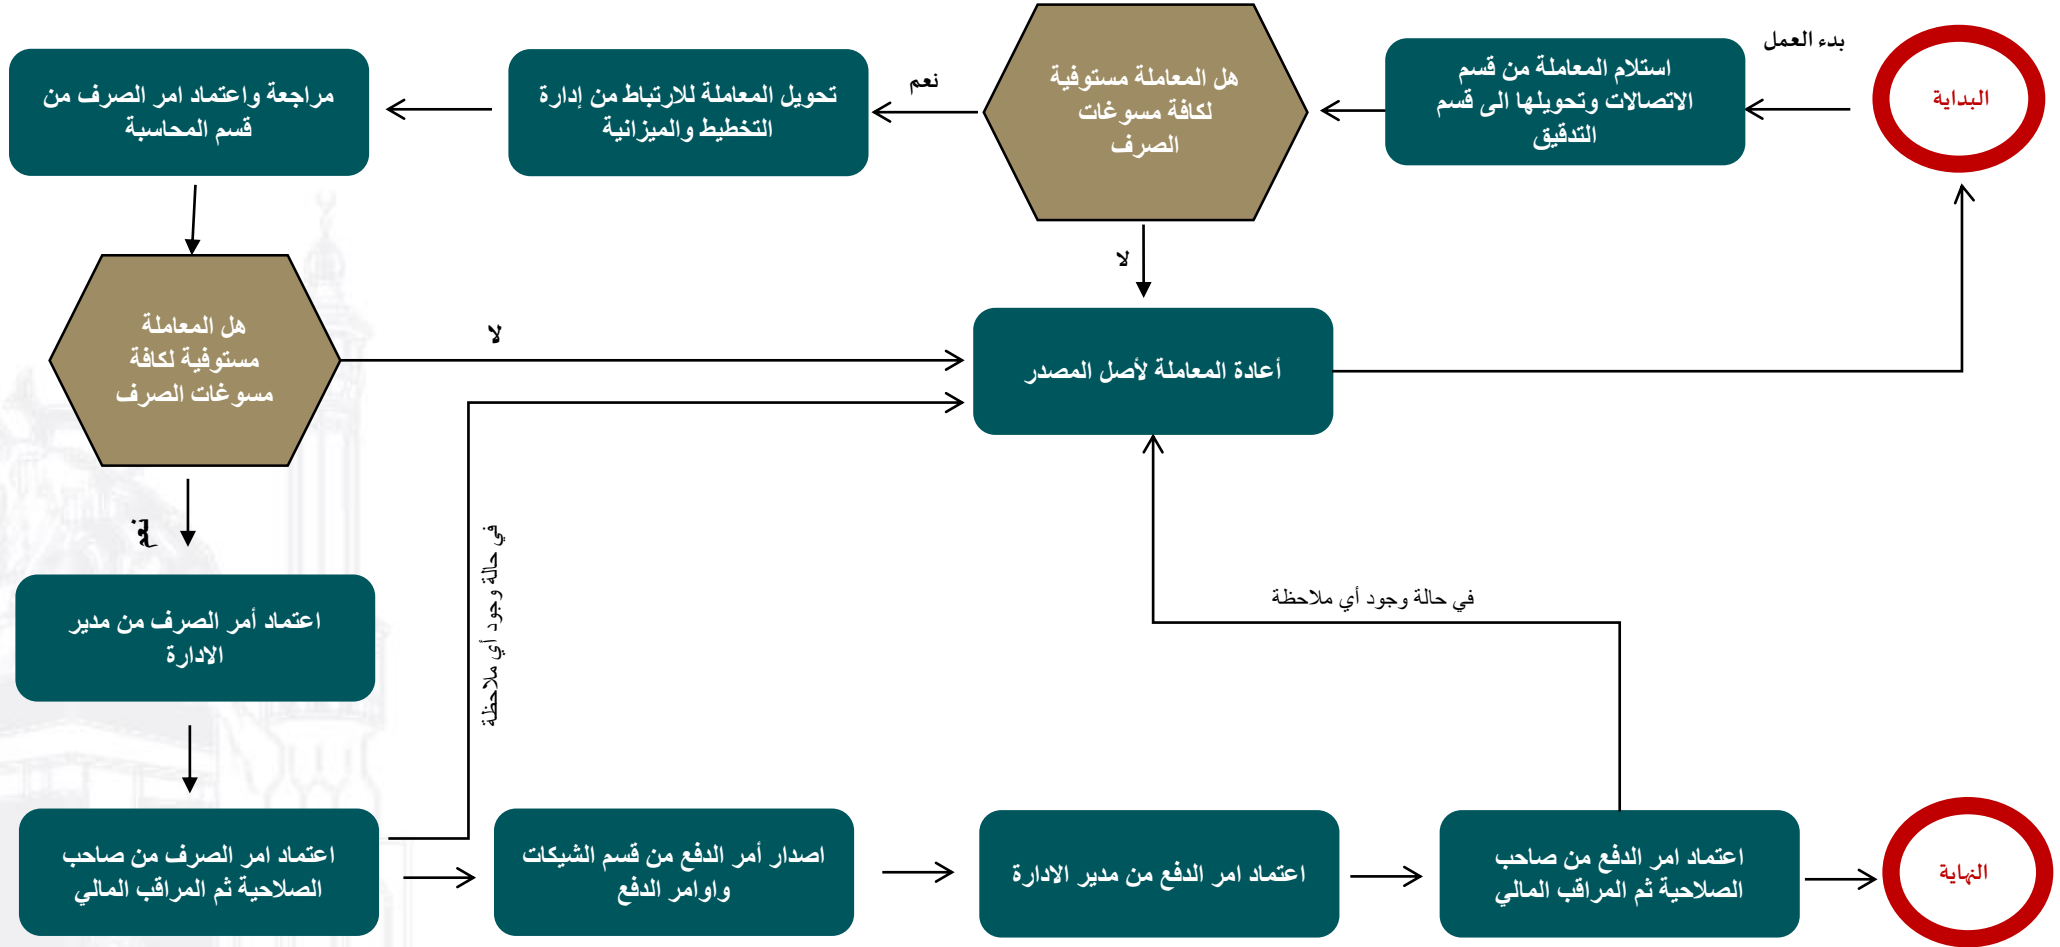 البداية
بدء العمل
استلام المعاملة من قسم
الاتصالات وتحويلها الى قسم
التدقيق
هل المعاملة مستوفية
لكافة مسوغات
الصرف
نعم
تحويل المعاملة للارتباط من إدارة
التخطيط والميزانية
مراجعة واعتماد امر الصرف من
قسم المحاسبة
لا
هل المعاملة
مستوفية لكافة
مسوغات الصرف
لا
أعادة المعاملة لأصل المصدر
نعم
اعتماد أمر الصرف من مدير
الادارة
في حالة وجود أي ملاحظة
في حالة وجود أي ملاحظة
اعتماد امر الصرف من صاحب
الصلاحية ثم المراقب المالي
اصدار أمر الدفع من قسم الشيكات
واوامر الدفع
اعتماد امر الدفع من مدير الادارة
اعتماد امر الدفع من صاحب
الصلاحية ثم المراقب المالي
النهاية